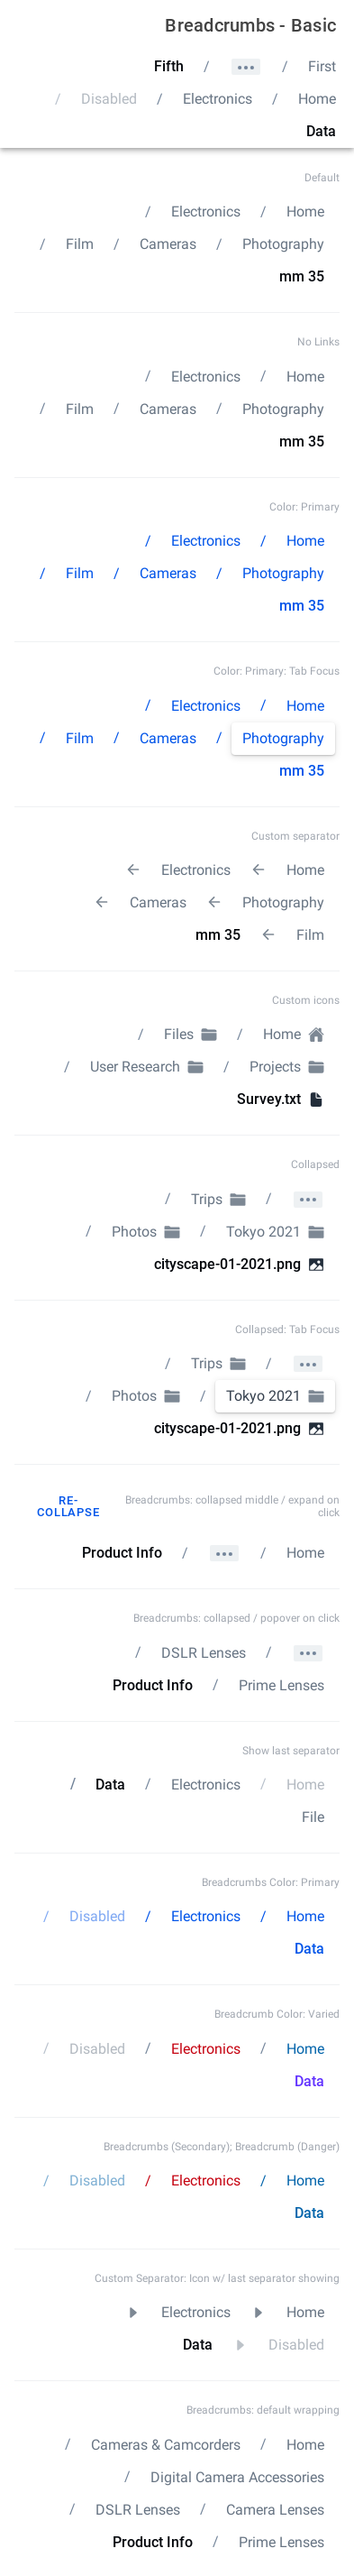 Breadcrumbs - Basic
First / ••• / Fifth
Home / Electronics / Disabled /
Data
Default
Home / Electronics /
Photography / Cameras / Film /
35 mm
No Links
Home / Electronics /
Photography / Cameras / Film /
35 mm
Color: Primary
Home / Electronics /
Photography / Cameras / Film /
35 mm
Color: Primary: Tab Focus
Home / Electronics /
Photography / Cameras / Film /
35 mm
Custom separator
Home ← Electronics ←
Photography ← Cameras ←
Film ← 35 mm
Custom icons
Home / Files /
Projects / User Research /
Survey.txt
Collapsed
••• / Trips /
Tokyo 2021 / Photos /
cityscape-01-2021.png
Collapsed: Tab Focus
••• / Trips /
Tokyo 2021 / Photos /
cityscape-01-2021.png
Breadcrumbs: collapsed middle / expand on
click
RE-
COLLAPSE
Home / ••• / Product Info
Breadcrumbs: collapsed / popover on click
••• / DSLR Lenses /
Prime Lenses / Product Info
Show last separator
Home / Electronics / Data /
File
Breadcrumbs Color: Primary
Home / Electronics / Disabled /
Data
Breadcrumb Color: Varied
Home / Electronics / Disabled /
Data
Breadcrumbs (Secondary); Breadcrumb (Danger)
Home / Electronics / Disabled /
Data
Custom Separator: Icon w/ last separator showing
Home Electronics
Disabled Data
Breadcrumbs: default wrapping
Home / Cameras & Camcorders /
Digital Camera Accessories /
Camera Lenses / DSLR Lenses /
Prime Lenses / Product Info